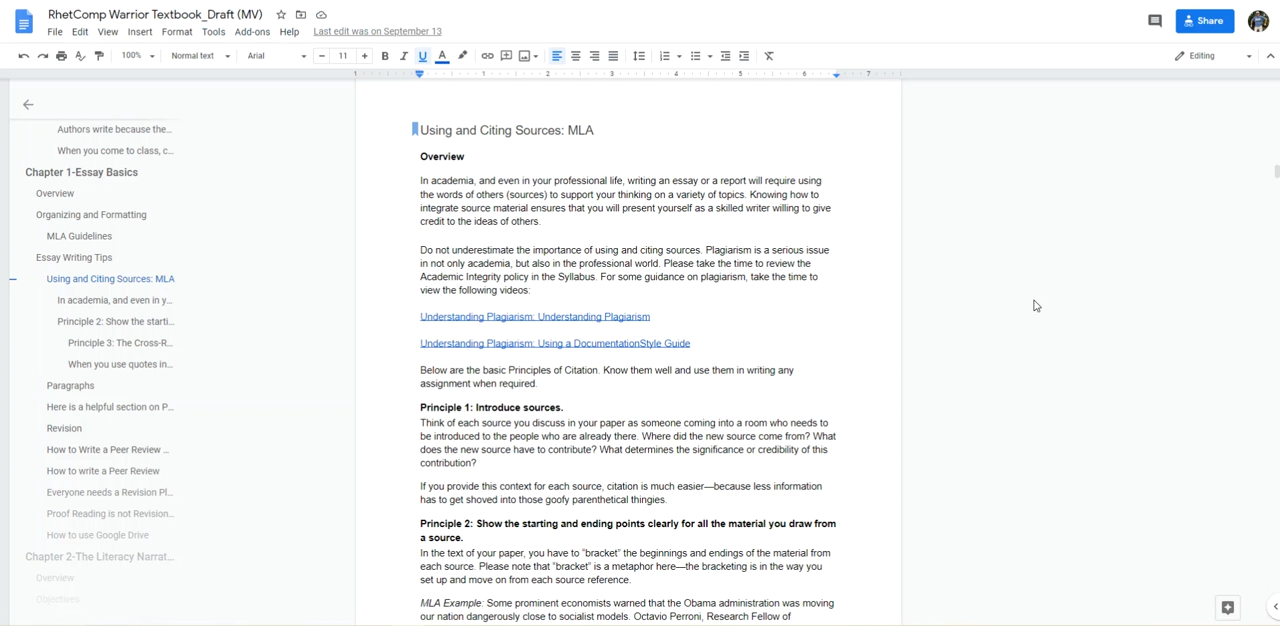 RhetComp Warrior Textbook_Draft (MV)
File Edit View Insert Format Tools Add-ons Help Last edit was on September 13
Share
100% Normal text Arial 11 B I U A Editing
1 1 2 3 4 5 6 7
Authors write because the...
When you come to class, c...
Chapter 1-Essay Basics
Overview
Organizing and Formatting
MLA Guidelines
Essay Writing Tips
Using and Citing Sources: MLA
In academia, and even in y...
Principle 2: Show the starti...
Principle 3: The Cross-R...
When you use quotes in...
Paragraphs
Here is a helpful section on P...
Revision
How to Write a Peer Review ...
How to write a Peer Review
Everyone needs a Revision Pl...
Proof Reading is not Revision...
How to use Google Drive
Chapter 2-The Literacy Narrat...
Overview
Objectives
Using and Citing Sources: MLA
Overview
In academia, and even in your professional life, writing an essay or a report will require using
the words of others (sources) to support your thinking on a variety of topics. Knowing how to
integrate source material ensures that you will present yourself as a skilled writer willing to give
credit to the ideas of others.
Do not underestimate the importance of using and citing sources. Plagiarism is a serious issue
in not only academia, but also in the professional world. Please take the time to review the
Academic Integrity policy in the Syllabus. For some guidance on plagiarism, take the time to
view the following videos:
Understanding Plagiarism: Understanding Plagiarism
Understanding Plagiarism: Using a DocumentationStyle Guide
Below are the basic Principles of Citation. Know them well and use them in writing any
assignment when required.
Principle 1: Introduce sources.
Think of each source you discuss in your paper as someone coming into a room who needs to
be introduced to the people who are already there. Where did the new source come from? What
does the new source have to contribute? What determines the significance or credibility of this
contribution?
If you provide this context for each source, citation is much easier—because less information
has to get shoved into those goofy parenthetical thingies.
Principle 2: Show the starting and ending points clearly for all the material you draw from
a source.
In the text of your paper, you have to "bracket" the beginnings and endings of the material from
each source. Please note that "bracket" is a metaphor here—the bracketing is in the way you
set up and move on from each source reference.
MLA Example: Some prominent economists warned that the Obama administration was moving
our nation dangerously close to socialist models. Octavio Perroni, Research Fellow of